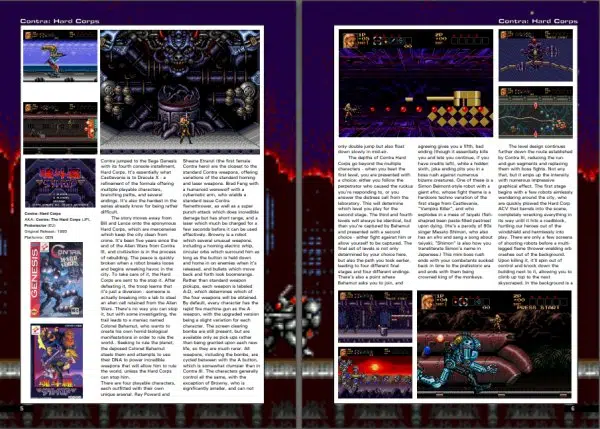 Contra: Hard Corps
Contra: Hard Corps
Contra: Hard Corps
AKA: Contra: The Hard Corps (JP),
Probotector (EU)
Original Release: 1993
Platforms: GEN
GENESIS
Contra jumped to the Sega Genesis
with its fourth console installment,
Hard Corps. It's essentially what
Castlevania is to Dracula X - a
refinement of the formula offering
multiple playable characters,
branching paths, and several
endings. It's also the hardest in the
series already know for being rather
difficult.
The story moves away from
Bill and Lance onto the eponymous
Hard Corps, which are mercenaries
which keep the city clean from
crime. It's been five years since the
end of the Alien Wars from Contra
III, and civilization is in the process
of rebuilding. The peace is quickly
broken when a robot breaks loose
and begins wreaking havoc in the
city. To take care of it, the Hard
Corps are sent to the stop it. After
defeating it, the troop learns that
it's just a diversion - someone is
actually breaking into a lab to steal
an alien cell retained from the Alien
Wars. There's no way you can stop
it, but with some investigating, the
trail leads to a maniac named
Colonel Bahamut, who wants to
create his own horrid biological
monstrosities in order to rule the
world. Seeking to rule the planet,
the deposed Colonel Bahamut
steals them and attempts to use
their DNA to power incredible
weapons that will allow him to rule
the world, unless the Hard Corps
can stop him.
There are four playable characters,
each outfitted with their own
unique arsenal. Ray Poward and
Sheena Etranzi (the first female
Contra hero) are the closest to the
standard Contra weapons, offering
variations of the standard homing
and laser weapons. Brad Fang with
a humanoid werewolf with a
cybernetic arm, who wields a
standard issue Contra
flamethrower, as well as a super
punch attack which does incredible
damage but has short range, and a
laser which must be charged for a
few seconds before it can be used
effectively. Browny is a robot
which several unusual weapons,
including a homing electric whip,
circular orbs which surround him as
long as the button is held down
and home in on enemies when it's
released, and bullets which move
back and forth look boomerangs.
Rather than standard weapon
pickups, each weapon is labeled
A-D, which determines which of
the four weapons will be obtained.
By default, every character has the
rapid fire machine gun as the A
weapon, with the upgraded version
being a slight variation for each
character. The screen clearing
bombs are still present, but are
available only as pick ups rather
than being granted upon each new
life, so they are much rarer. All
weapons, including the bombs, are
cycled between with the A button,
which is somewhat clumsier than in
Contra III. The characters generally
control all the same, with the
exception of Browny, who is
significantly smaller, and can not
only double jump but also float
down slowly in mid-air.
The depths of Contra Hard
Corps go beyond the multiple
characters - when you beat the
first level, you are presented with
a choice: either you follow the
perpetrator who caused the ruckus
you're responding to, or you
answer the distress call from the
laboratory. This will determine
which level you play for the
second stage. The third and fourth
levels will always be identical, but
then you're captured by Bahamut
and presented with a second
choice - either fight against him or
allow yourself to captured. The
final set of levels is not only
determined by your choice here,
but also the path you took earlier,
leading to four different final
stages and four different endings.
There's also a point where
Bahamut asks you to join, and
agreeing gives you a fifth, bad
ending (though it essentially kills
you and lets you continue, if you
have credits left), while a hidden
sixth, joke ending pits you in a
boss rush against numerous
bizarre creatures. One of these is a
Simon Belmont-style robot with a
giant afro, whose fight theme is a
hardcore techno variation of the
first stage from Castlevania:
"Vampire Killer", and who
explodes in a mess of loyalti Ramen
shaped bean paste filled pastries)
upon dying. (He's a parody of 80s
singer Masato Shimon, who also
has an afro and sang a song about
taiyaki. "Shimon" is also how you
transliterate Simon's name in
Japanese.) This mini boss rush
ends with your combatants sucked
back in time to the prehistoric era,
and ends with them being
crowned king of the monkeys.
The level design continues
further down the route established
by Contra III, reducing the run
and gun segments and replacing
them with boss fights. Not any
that, but it amps up the intensity
with numerous impressive
graphical effect. The first stage
begins with a few robots aimlessly
wandering around the city, who
are quickly plowed the Hard Corp
ACV that bounds into the scene,
completely wrecking everything in
its way until it hits a roadblock,
hurtling our heroes out of the
windshield and harmlessly into
play. There are only a few screens
of shooting robots before a multi-
legged flame thrower wielding orb
crashes out of the background.
Upon killing it, it'll spin out of
control and knock down the
building next to it, allowing you to
climb up top to the next
skyscraper. In the background is a
PRESS START
5
6